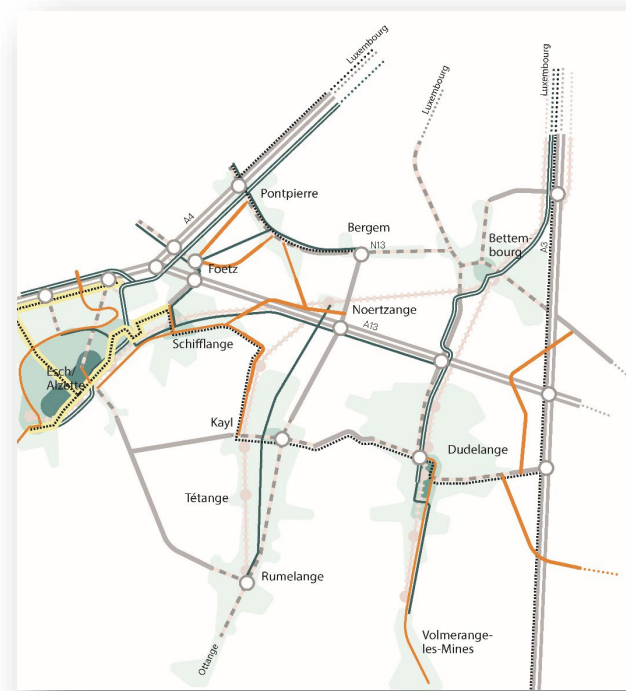 Luxembourg
Luxembourg
Luxembourg
Pontpierre
A4
Bergem
N13
Bettem-
bourg
A3
Foetz
Noertzange
A13
Schifflange
Esch/
Alzette
Kayl
Dudelange
Tétange
Rumelange
Ottange
Volmerange-
les-Mines